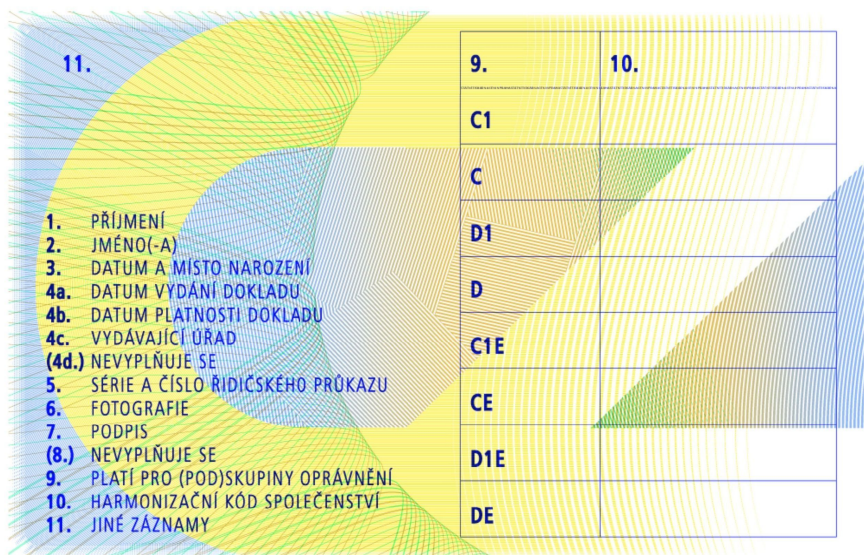 11.
9. 10.
C1
C
D1
D
C1E
CE
D1E
DE
1. PŘÍJMENÍ
2. JMÉNO(-A)
3. DATUM A MÍSTO NAROZENÍ
4a. DATUM VYDÁNÍ DOKLADU
4b. DATUM PLATNOSTI DOKLADU
4c. VYDÁVAJÍCÍ ÚŘAD
(4d.) NEVYPLŇUJE SE
5. SÉRIE A ČÍSLO ŘIDIČSKÉHO PRŮKAZU
6. FOTOGRAFIE
7. PODPIS
(8.) NEVYPLŇUJE SE
9. PLATÍ PRO (POD)SKUPINY OPRÁVNĚNÍ
10. HARMONIZAČNÍ KÓD SPOLEČENSTVÍ
11. JINÉ ZÁZNAMY